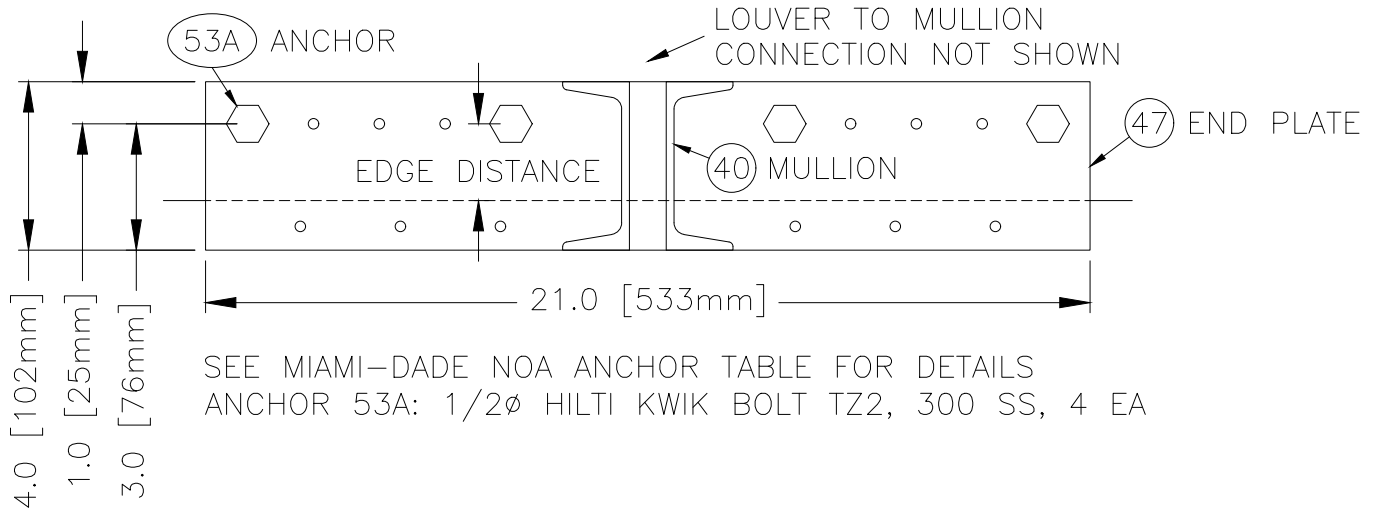 LOUVER TO MULLION
CONNECTION NOT SHOWN
53A ANCHOR
47 END PLATE
EDGE DISTANCE
40 MULLION
21.0 [533mm]
4.0 [102mm]
1.0 [25mm]
3.0 [76mm]
SEE MIAMI-DADE NOA ANCHOR TABLE FOR DETAILS
ANCHOR 53A: 1/2ø HILTI KWIK BOLT TZ2, 300 SS, 4 EA